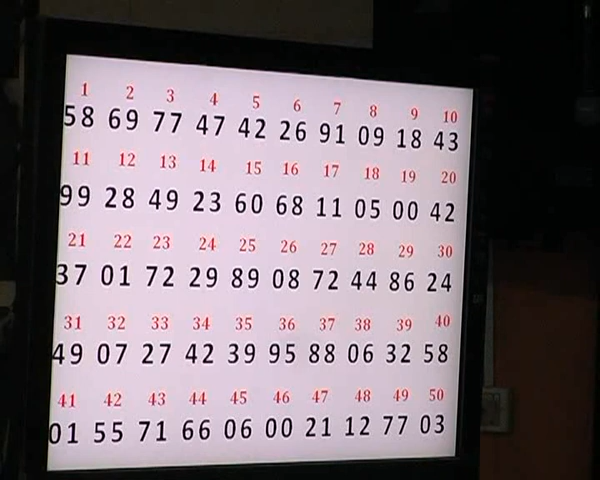 1 2 3 4 5 6 7 8 9 10
58 69 77 47 42 26 91 09 18 43
11 12 13 14 15 16 17 18 19 20
99 28 49 23 60 68 11 05 00 42
21 22 23 24 25 26 27 28 29 30
37 01 72 29 89 08 72 44 86 24
31 32 33 34 35 36 37 38 39 40
49 07 27 42 39 95 88 06 32 58
41 42 43 44 45 46 47 48 49 50
01 55 71 66 06 00 21 12 77 03